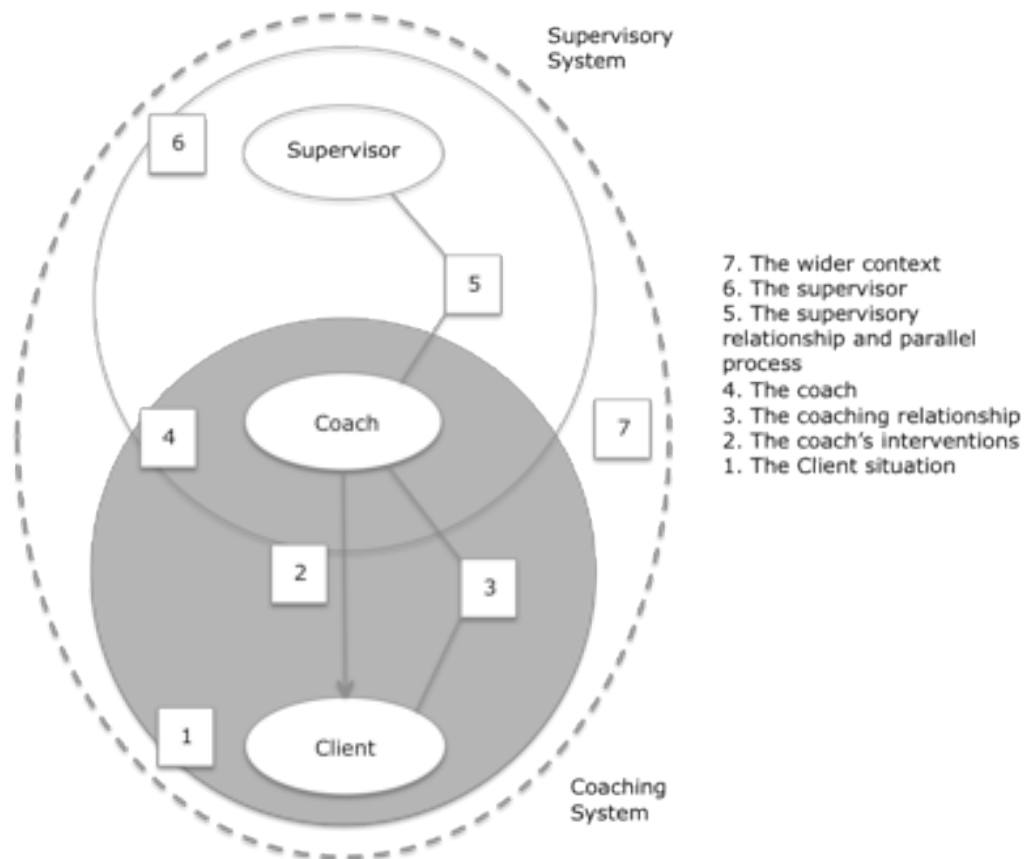 Supervisory
System
6
Supervisor
5
7. The wider context
6. The supervisor
5. The supervisory
relationship and parallel
process
4. The coach
3. The coaching relationship
2. The coach's interventions
1. The Client situation
Coach
4
7
2
3
1
Client
Coaching
System